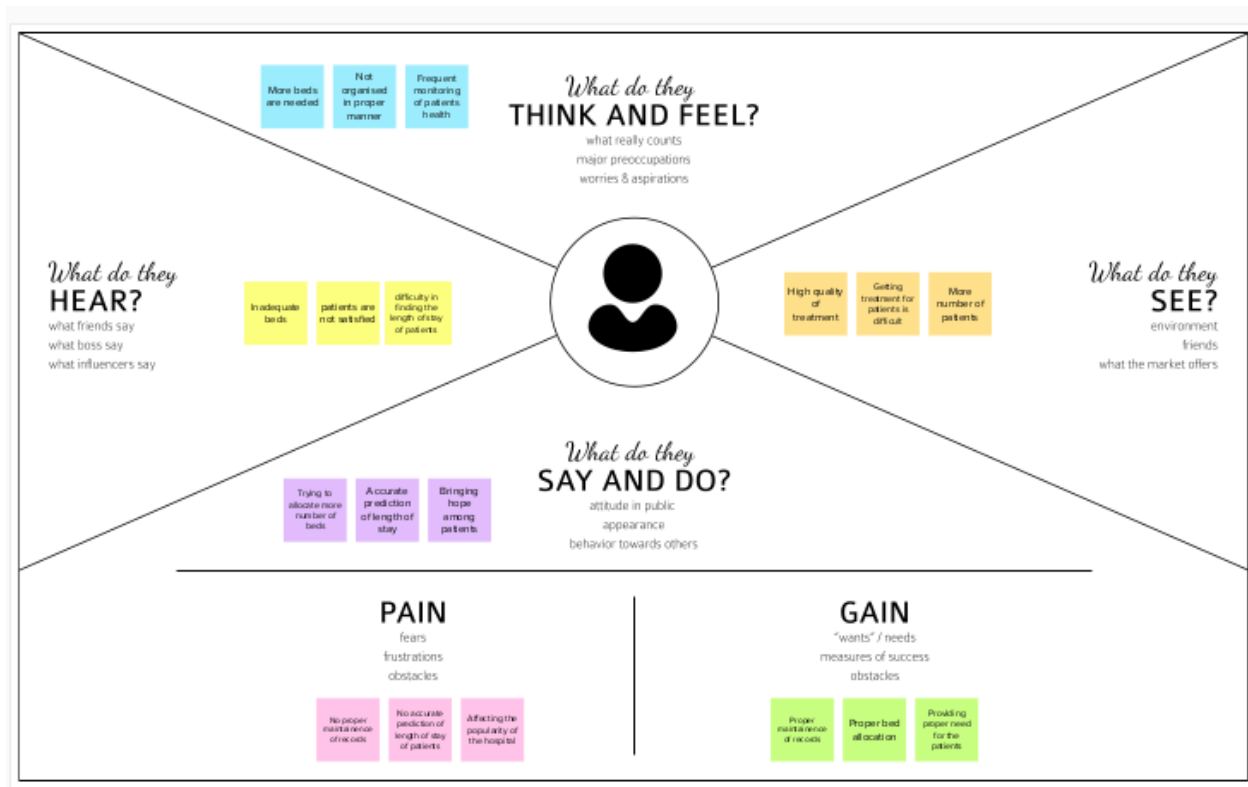 More beds
are needed
Not
organised
in proper
manner
Frequent
monitoring
of patients
health
What do they
THINK AND FEEL?
what really counts
major preoccupations
worries & aspirations
What do they
HEAR?
what friends say
what boss say
what influencers say
Inadequate
beds
patients are
not satisfied
difficulty in
finding the
length of stay
of patients
High quality
of
treatment
Getting
treatment for
patients is
difficult
More
number of
patients
What do they
SEE?
environment
friends
what the market offers
What do they
SAY AND DO?
attitude in public
appearance
behavior towards others
Trying to
allocate more
number of
beds
Accurate
prediction
of length of
stay
Bringing
hope
among
patients
PAIN
fears
frustrations
obstacles
No proper
maintainence
of records
No accurate
prediction of
length of stay
of patients
Affecting the
popularity of
the hospital
GAIN
"wants" / needs
measures of success
obstacles
Proper
maintainence
of records
Proper bed
allocation
Providing
proper need
for the
patients